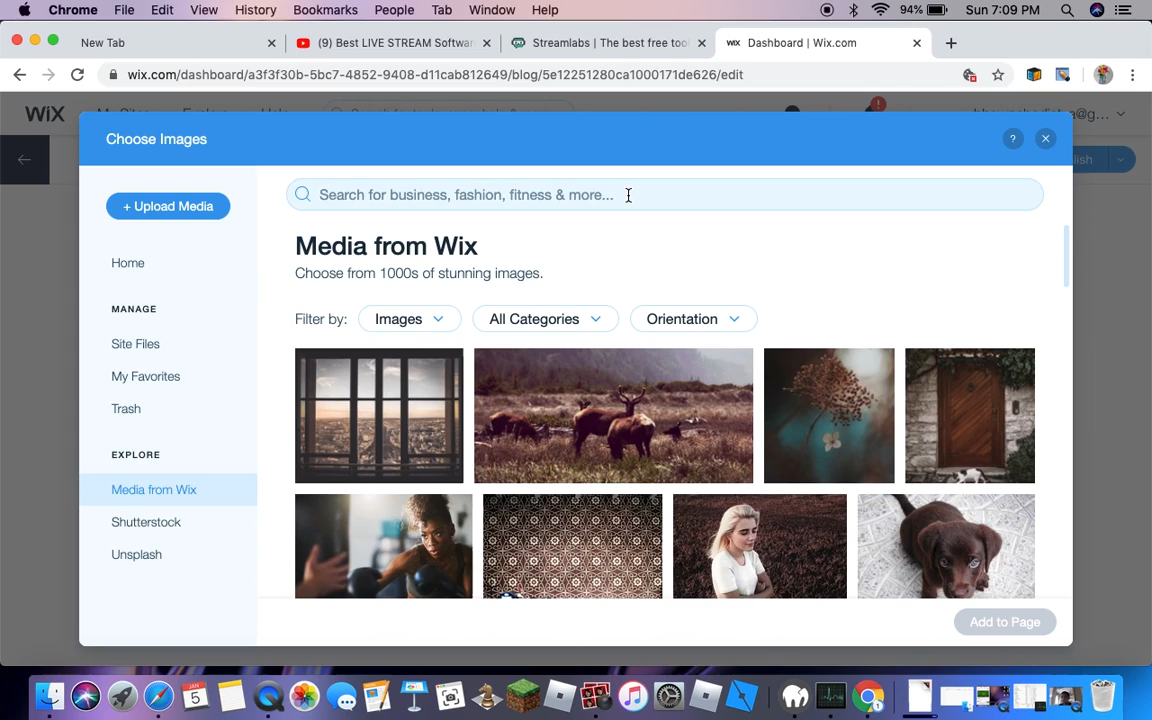 Chrome File Edit View History Bookmarks People Tab Window Help 94% Sun 7:09 PM
New Tab (9) Best LIVE STREAM Softwar Streamlabs | The best free tool WiX Dashboard | Wix.com
wix.com/dashboard/a3f3f30b-5bc7-4852-9408-d11cab812649/blog/5e12251280ca1000171de626/edit
WiX
Choose Images ?
+ Upload Media
Search for business, fashion, fitness & more...
Media from Wix
Choose from 1000s of stunning images.
Filter by: Images All Categories Orientation
Home
MANAGE
Site Files
My Favorites
Trash
EXPLORE
Media from Wix
Shutterstock
Unsplash
Add to Page
JAN
5